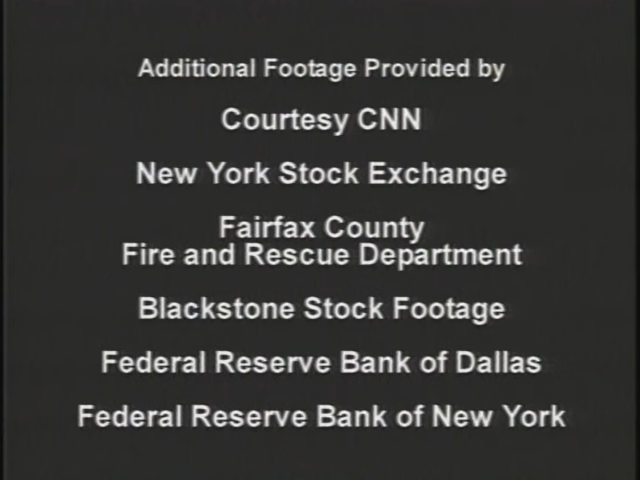 Additional Footage Provided by
Courtesy CNN
New York Stock Exchange
Fairfax County
Fire and Rescue Department
Blackstone Stock Footage
Federal Reserve Bank of Dallas
Federal Reserve Bank of New York